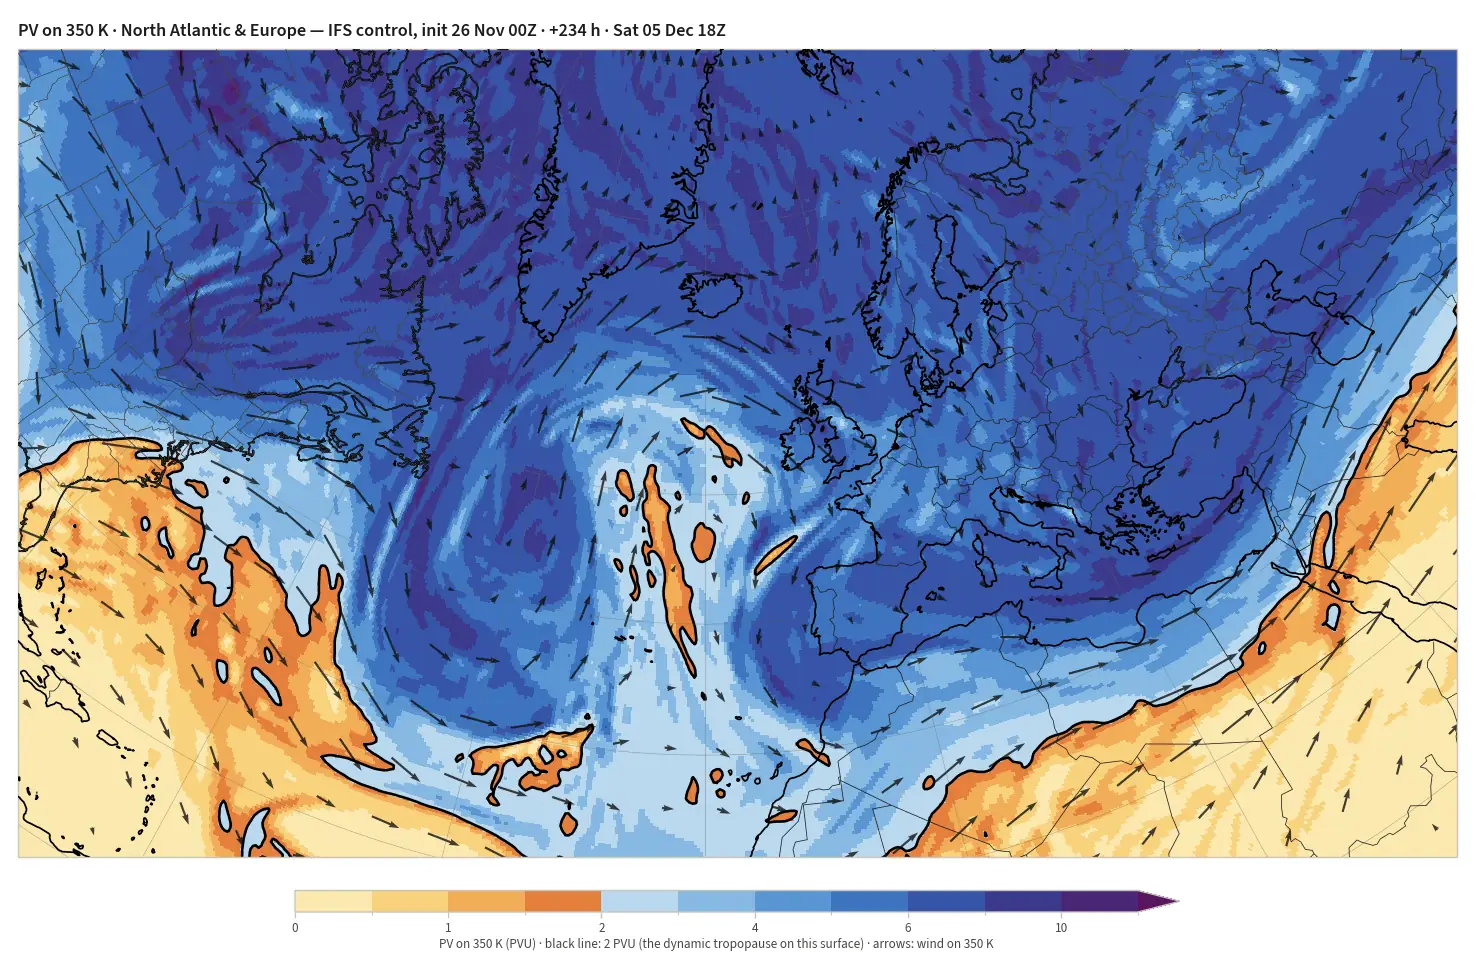 PV on 350 K · North Atlantic & Europe — IFS control, init 26 Nov 00Z · +234 h · Sat 05 Dec 18Z
0 1 2 4 6 10
PV on 350 K (PVU) · black line: 2 PVU (the dynamic tropopause on this surface) · arrows: wind on 350 K